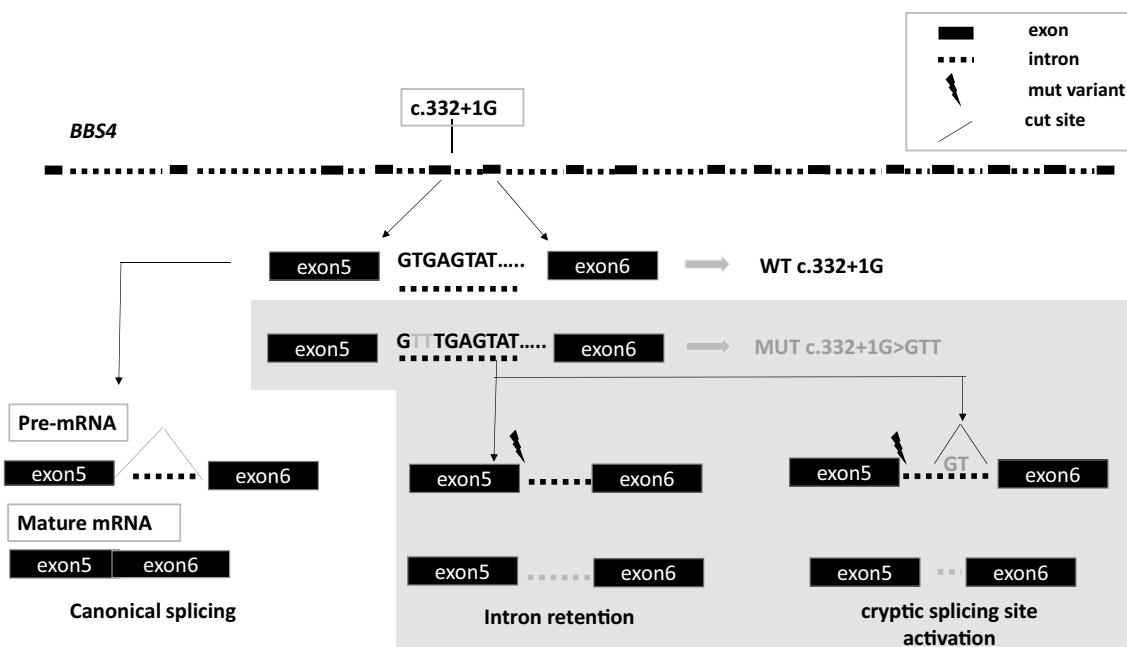 exon
intron
mut variant
cut site
c.332+1G
BBS4
GTGAGTAT.....
exon5
exon6
WT c.332+1G
GTTTGAGTAT.....
exon5
exon6
MUT c.332+1G>GTT
Pre-mRNA
exon5
exon6
exon5
exon6
GT
exon5
exon6
Mature mRNA
exon5
exon6
exon5
exon6
exon5
exon6
Canonical splicing
Intron retention
cryptic splicing site
activation